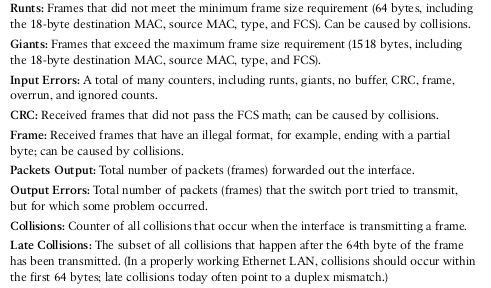 Runts: Frames that did not meet the minimum frame size requirement (64 bytes, including
the 18-byte destination MAC, source MAC, type, and FCS). Can be caused by collisions.
Giants: Frames that exceed the maximum frame size requirement (1518 bytes, including
the 18-byte destination MAC, source MAC, type, and FCS).
Input Errors: A total of many counters, including runts, giants, no buffer, CRC, frame,
overrun, and ignored counts.
CRC: Received frames that did not pass the FCS math; can be caused by collisions.
Frame: Received frames that have an illegal format, for example, ending with a partial
byte; can be caused by collisions.
Packets Output: Total number of packets (frames) forwarded out the interface.
Output Errors: Total number of packets (frames) that the switch port tried to transmit,
but for which some problem occurred.
Collisions: Counter of all collisions that occur when the interface is transmitting a frame.
Late Collisions: The subset of all collisions that happen after the 64th byte of the frame
has been transmitted. (In a properly working Ethernet LAN, collisions should occur within
the first 64 bytes; late collisions today often point to a duplex mismatch.)